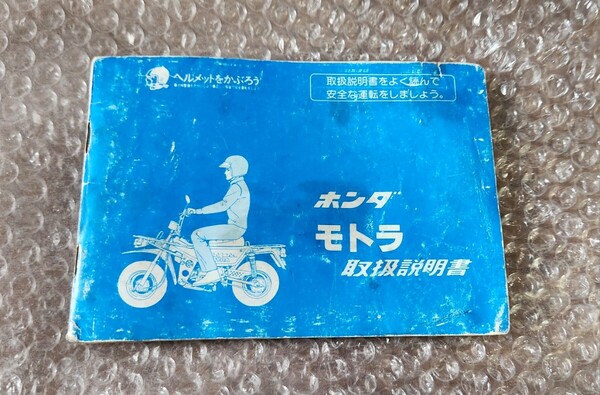 ヘルメットをかぶろう
取扱説明書をよく読んで
安全な運転をしましょう。
ホンダ
モトラ
取扱説明書